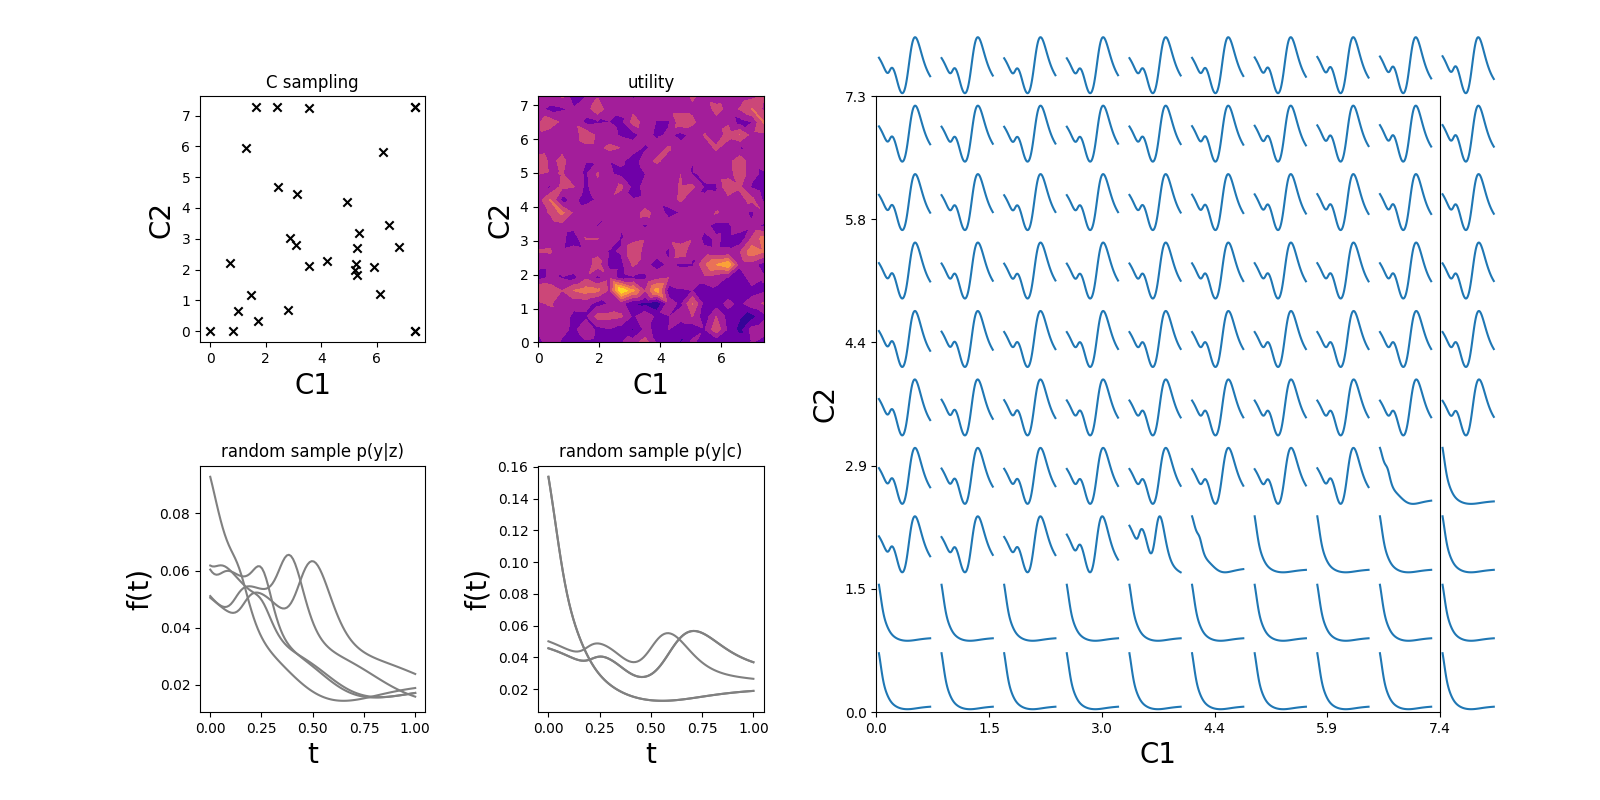 C sampling
7
6
5
4
3
2
1
0
C2
0 2 4 6
C1
utility
7
6
5
4
3
2
1
0
C2
0 2 4 6
C1
random sample p(y|z)
0.08
0.06
0.04
0.02
f(t)
0.00 0.25 0.50 0.75 1.00
t
random sample p(y|c)
0.16
0.14
0.12
0.10
0.08
0.06
0.04
0.02
f(t)
0.00 0.25 0.50 0.75 1.00
t
7.3
5.8
4.4
2.9
1.5
0.0
C2
0.0 1.5 3.0 4.4 5.9 7.4
C1